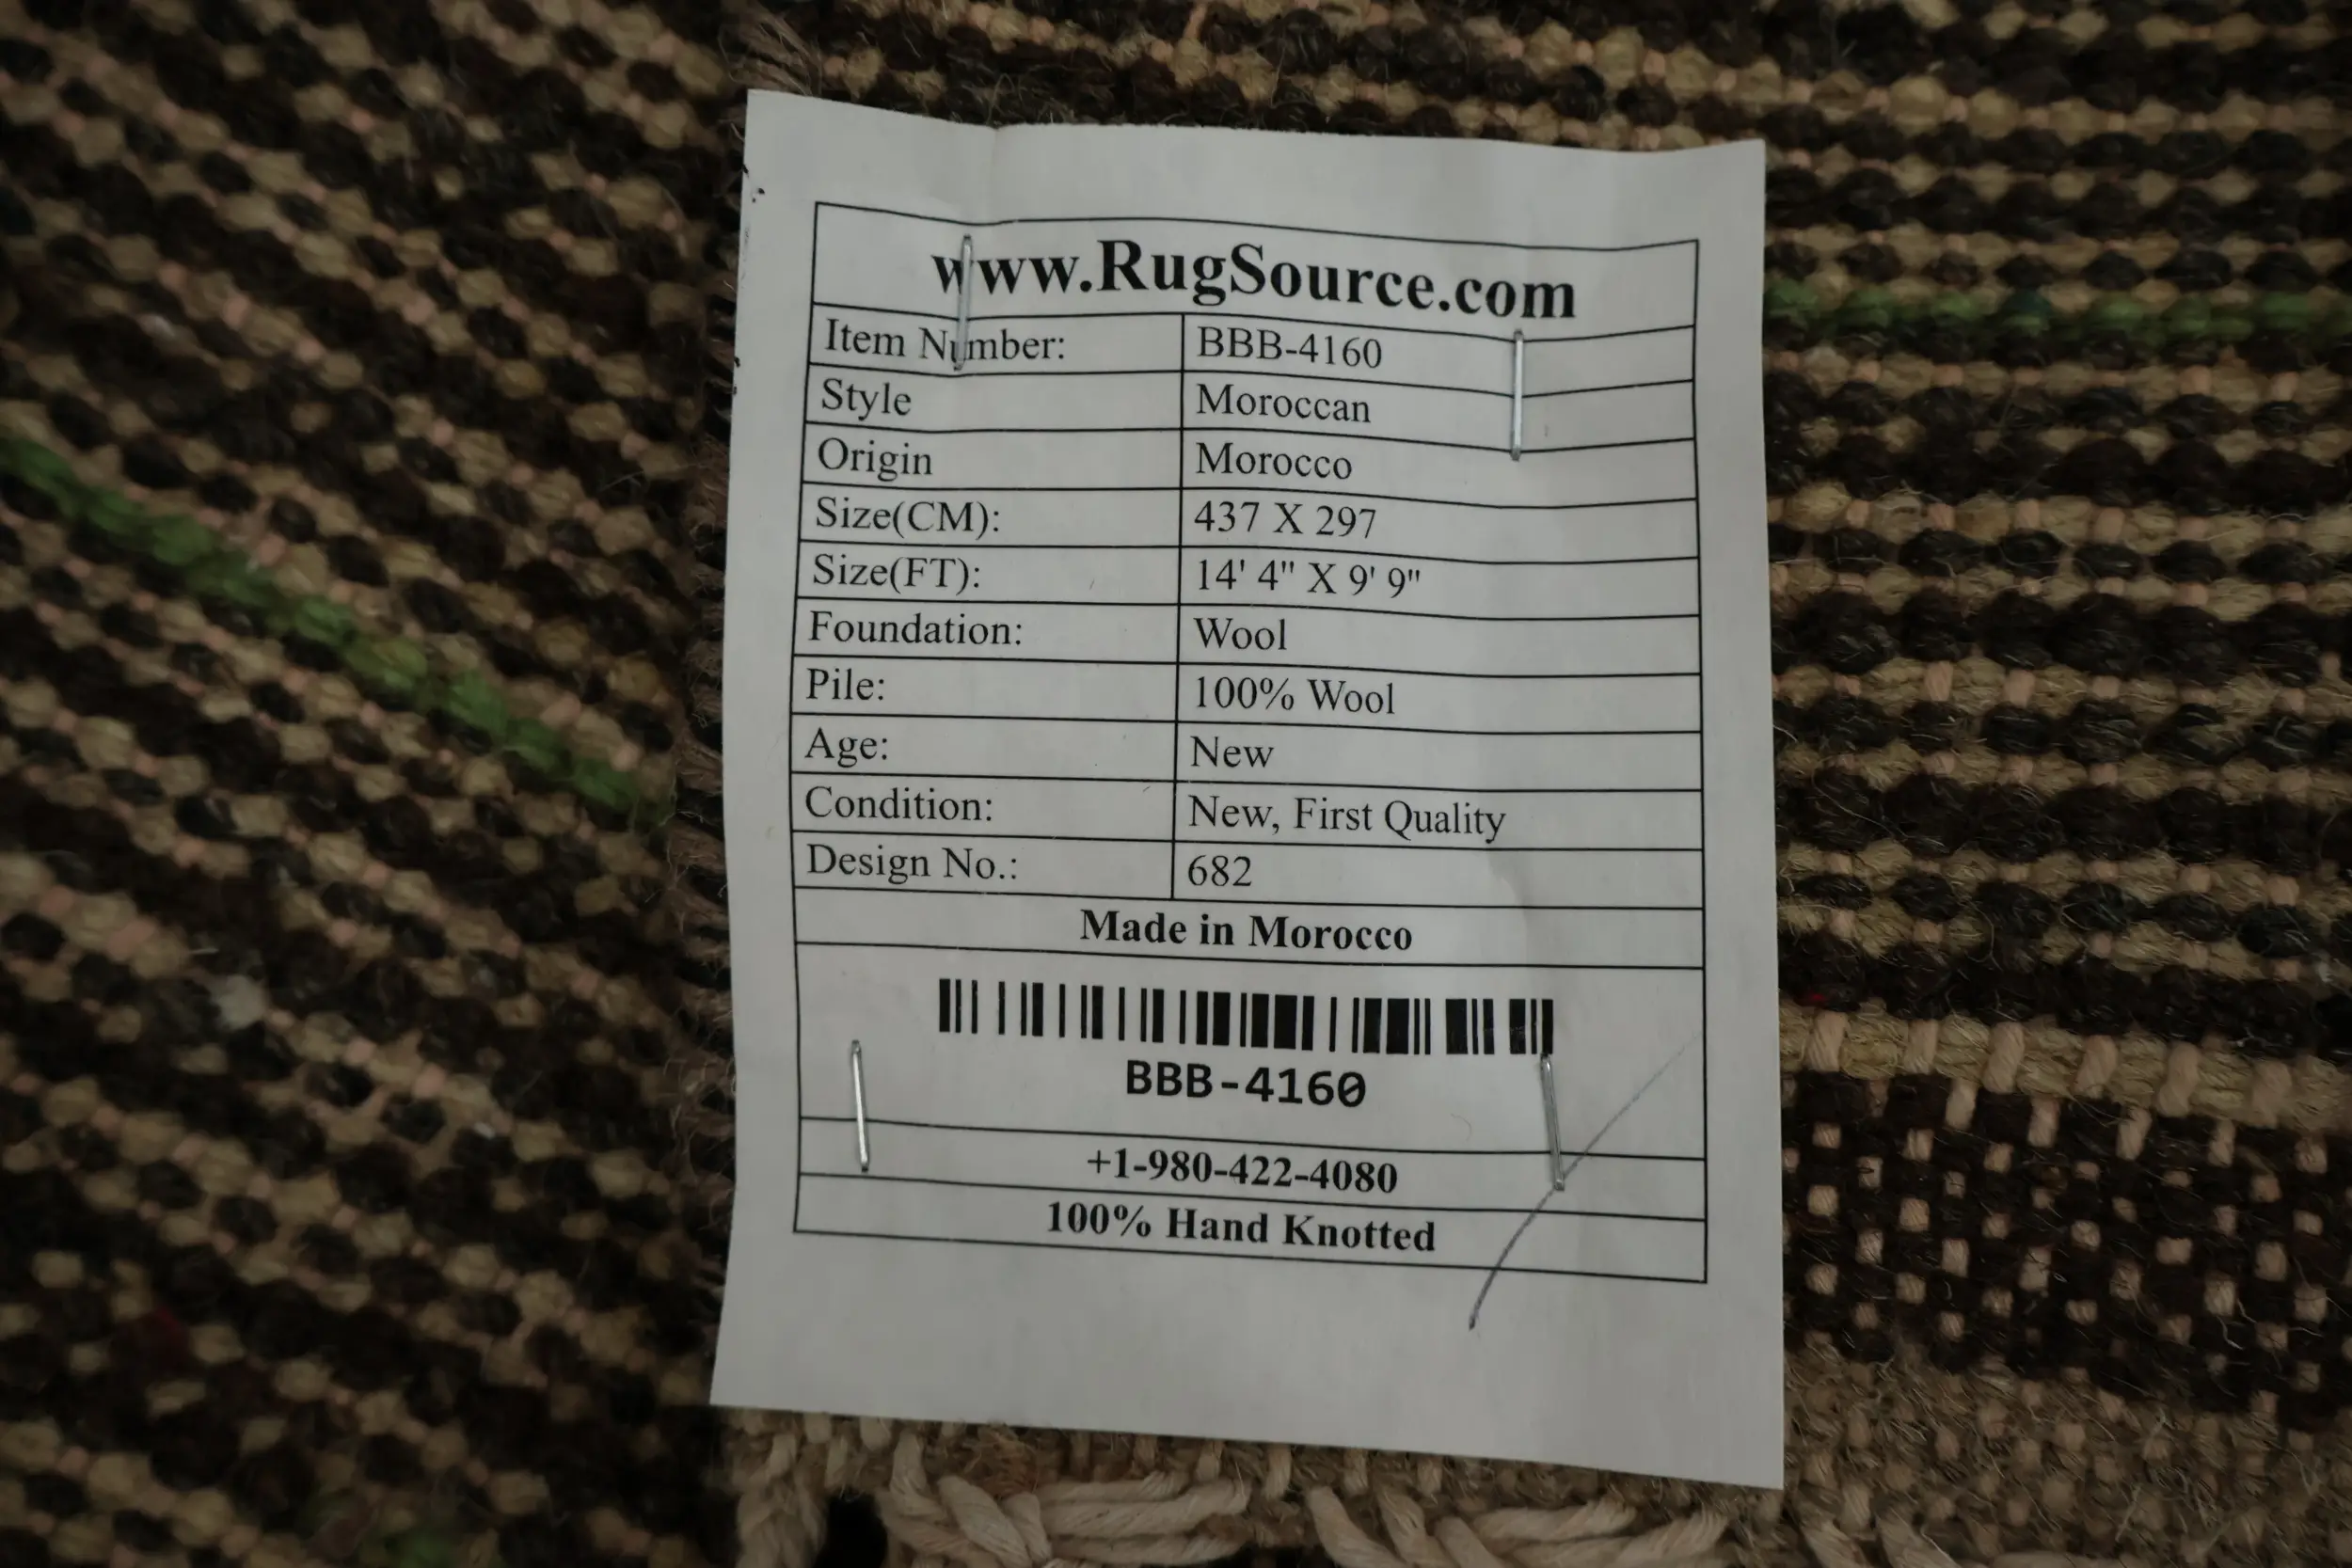 www.RugSource.com
Item Number: BBB-4160
Style Moroccan
Origin Morocco
Size(CM): 437 X 297
Size(FT): 14' 4" X 9' 9"
Foundation: Wool
Pile: 100% Wool
Age: New
Condition: New, First Quality
Design No.: 682
Made in Morocco
BBB-4160
+1-980-422-4080
100% Hand Knotted